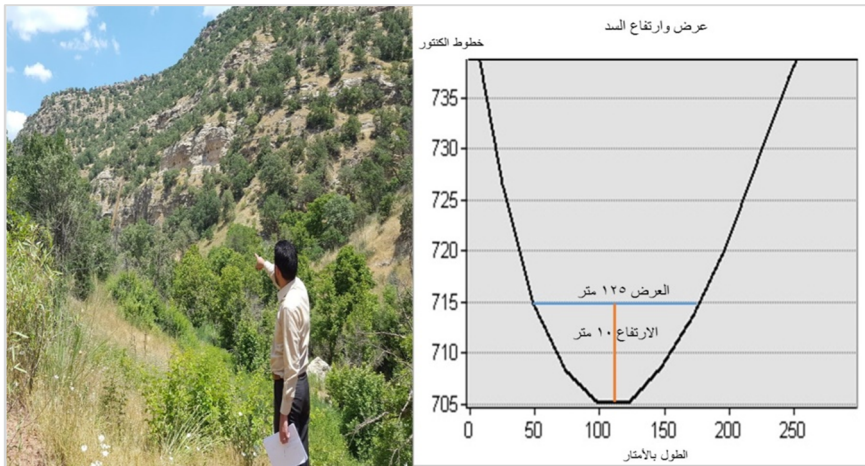 عرض وارتفاع السد
خطوط الكنتور
735
730
725
720
715
710
705
العرض ١٢٥ متر
الارتفاع ١٠ متر
0
50
100
150
200
250
الطول بالأمتار